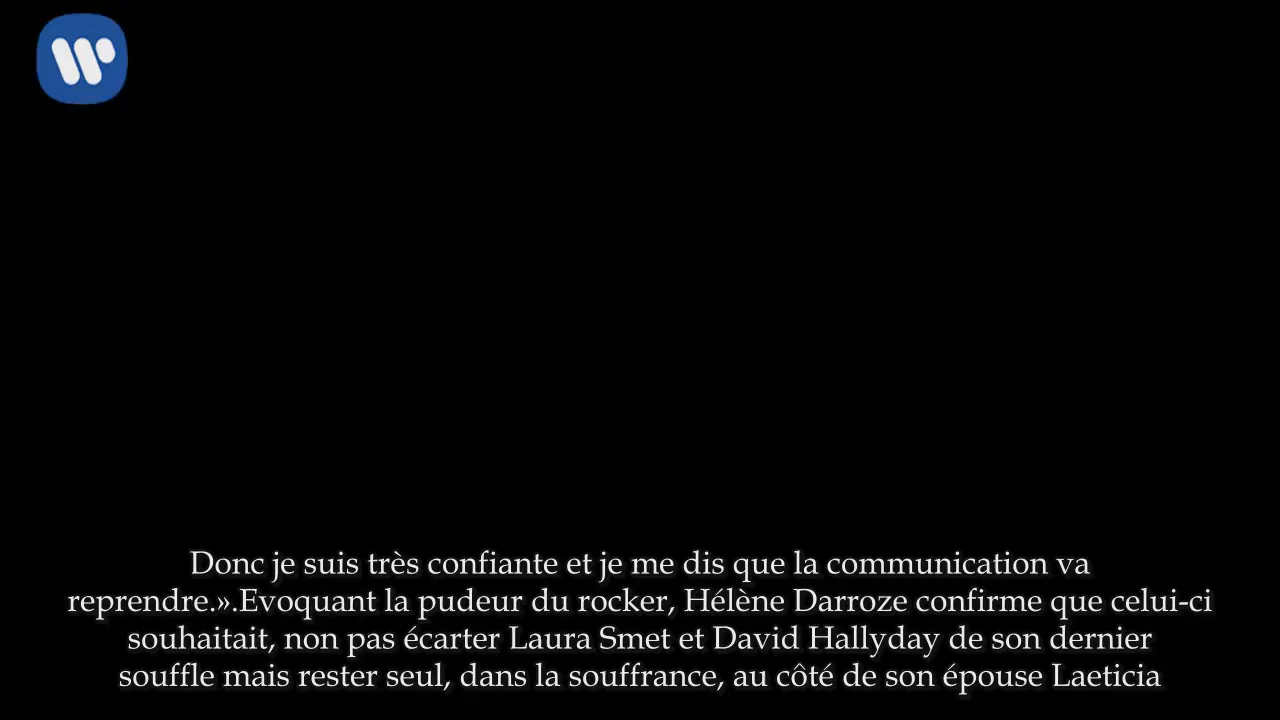 Donc je suis très confiante et je me dis que la communication va
reprendre.».Evoquant la pudeur du rocker, Hélène Darroze confirme que celui-ci
souhaitait, non pas écarter Laura Smet et David Hallyday de son dernier
souffle mais rester seul, dans la souffrance, au côté de son épouse Laeticia